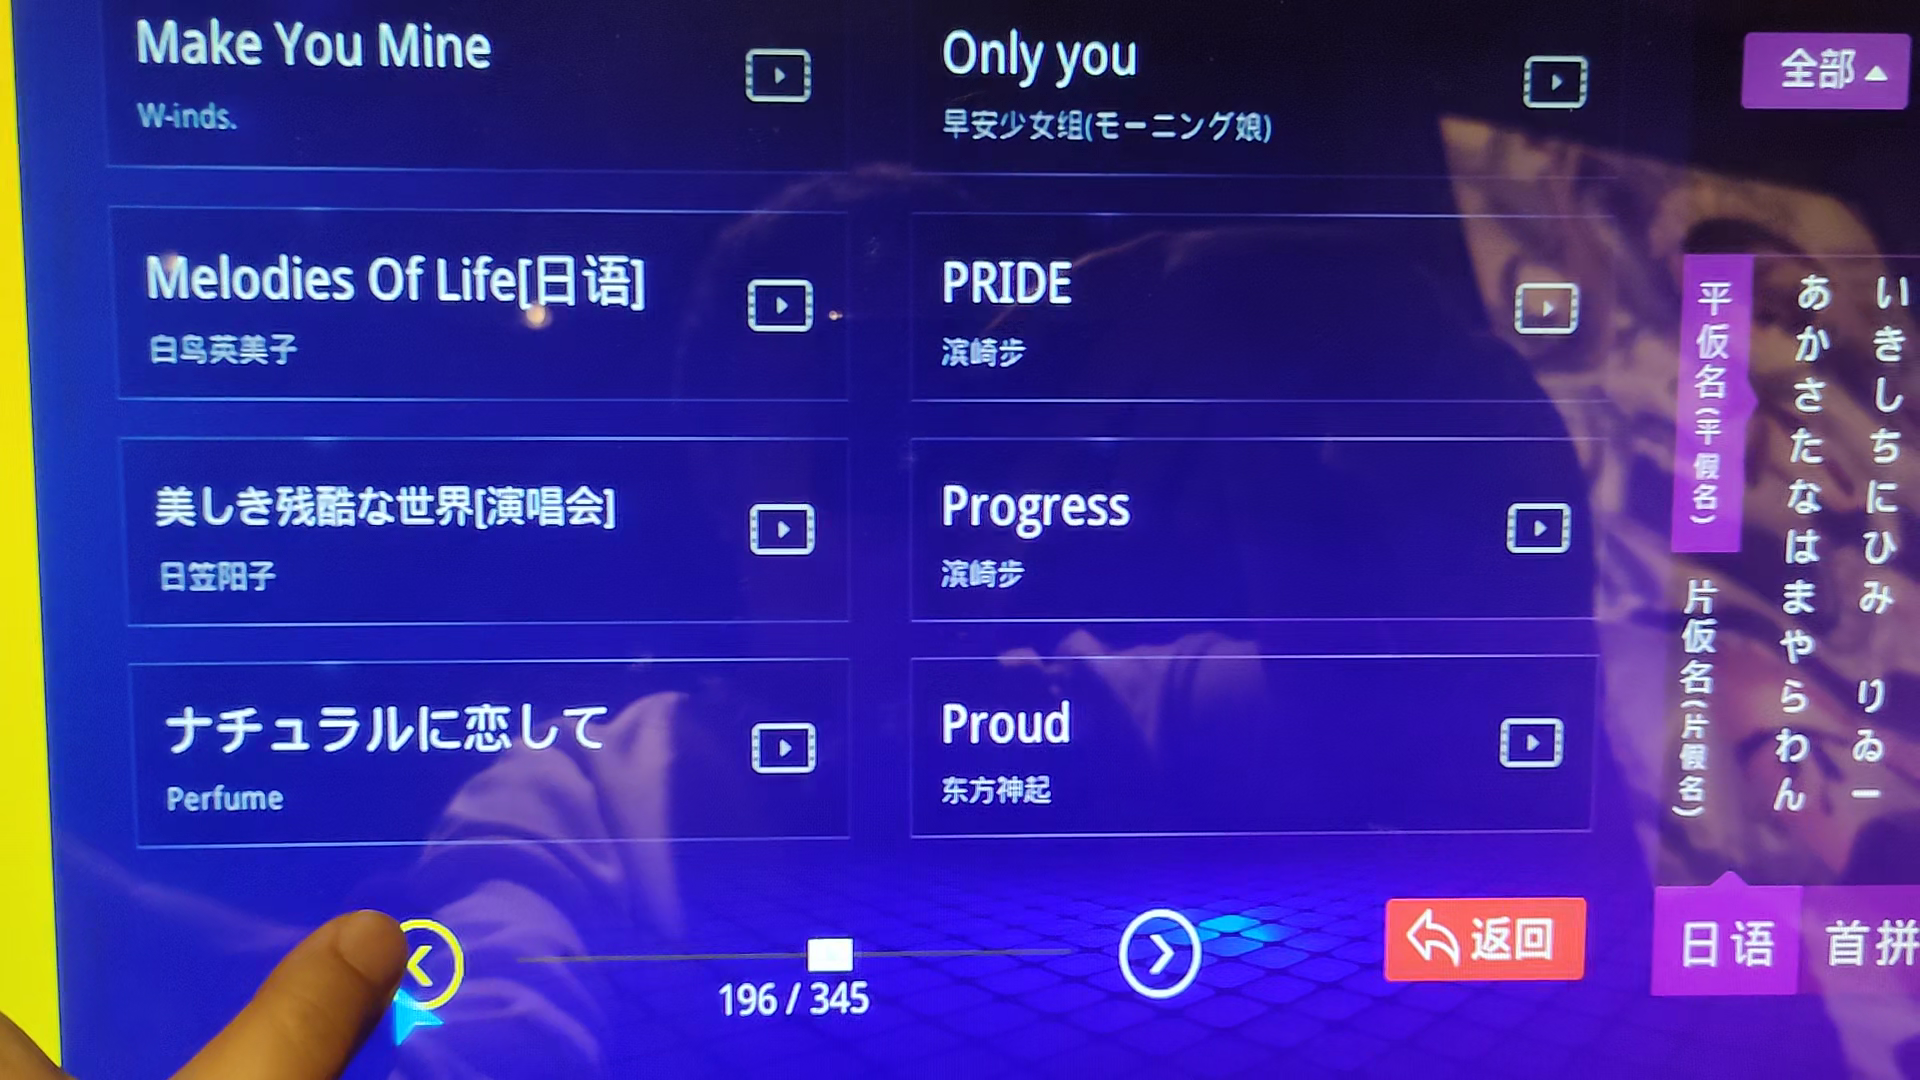 Make You Mine
W-inds.
Only you
早安少女组(モーニング娘)
全部
Melodies Of Life[日语]
白鸟英美子
PRIDE
滨崎步
美しき残酷な世界[演唱会]
日笠阳子
Progress
滨崎步
ナチュラルに恋して
Perfume
Proud
东方神起
平仮名(平假名)
片仮名(片假名)
あかさたなはまやらわん
いきしちにひみ りゐー
196 / 345
返回
日语
首拼